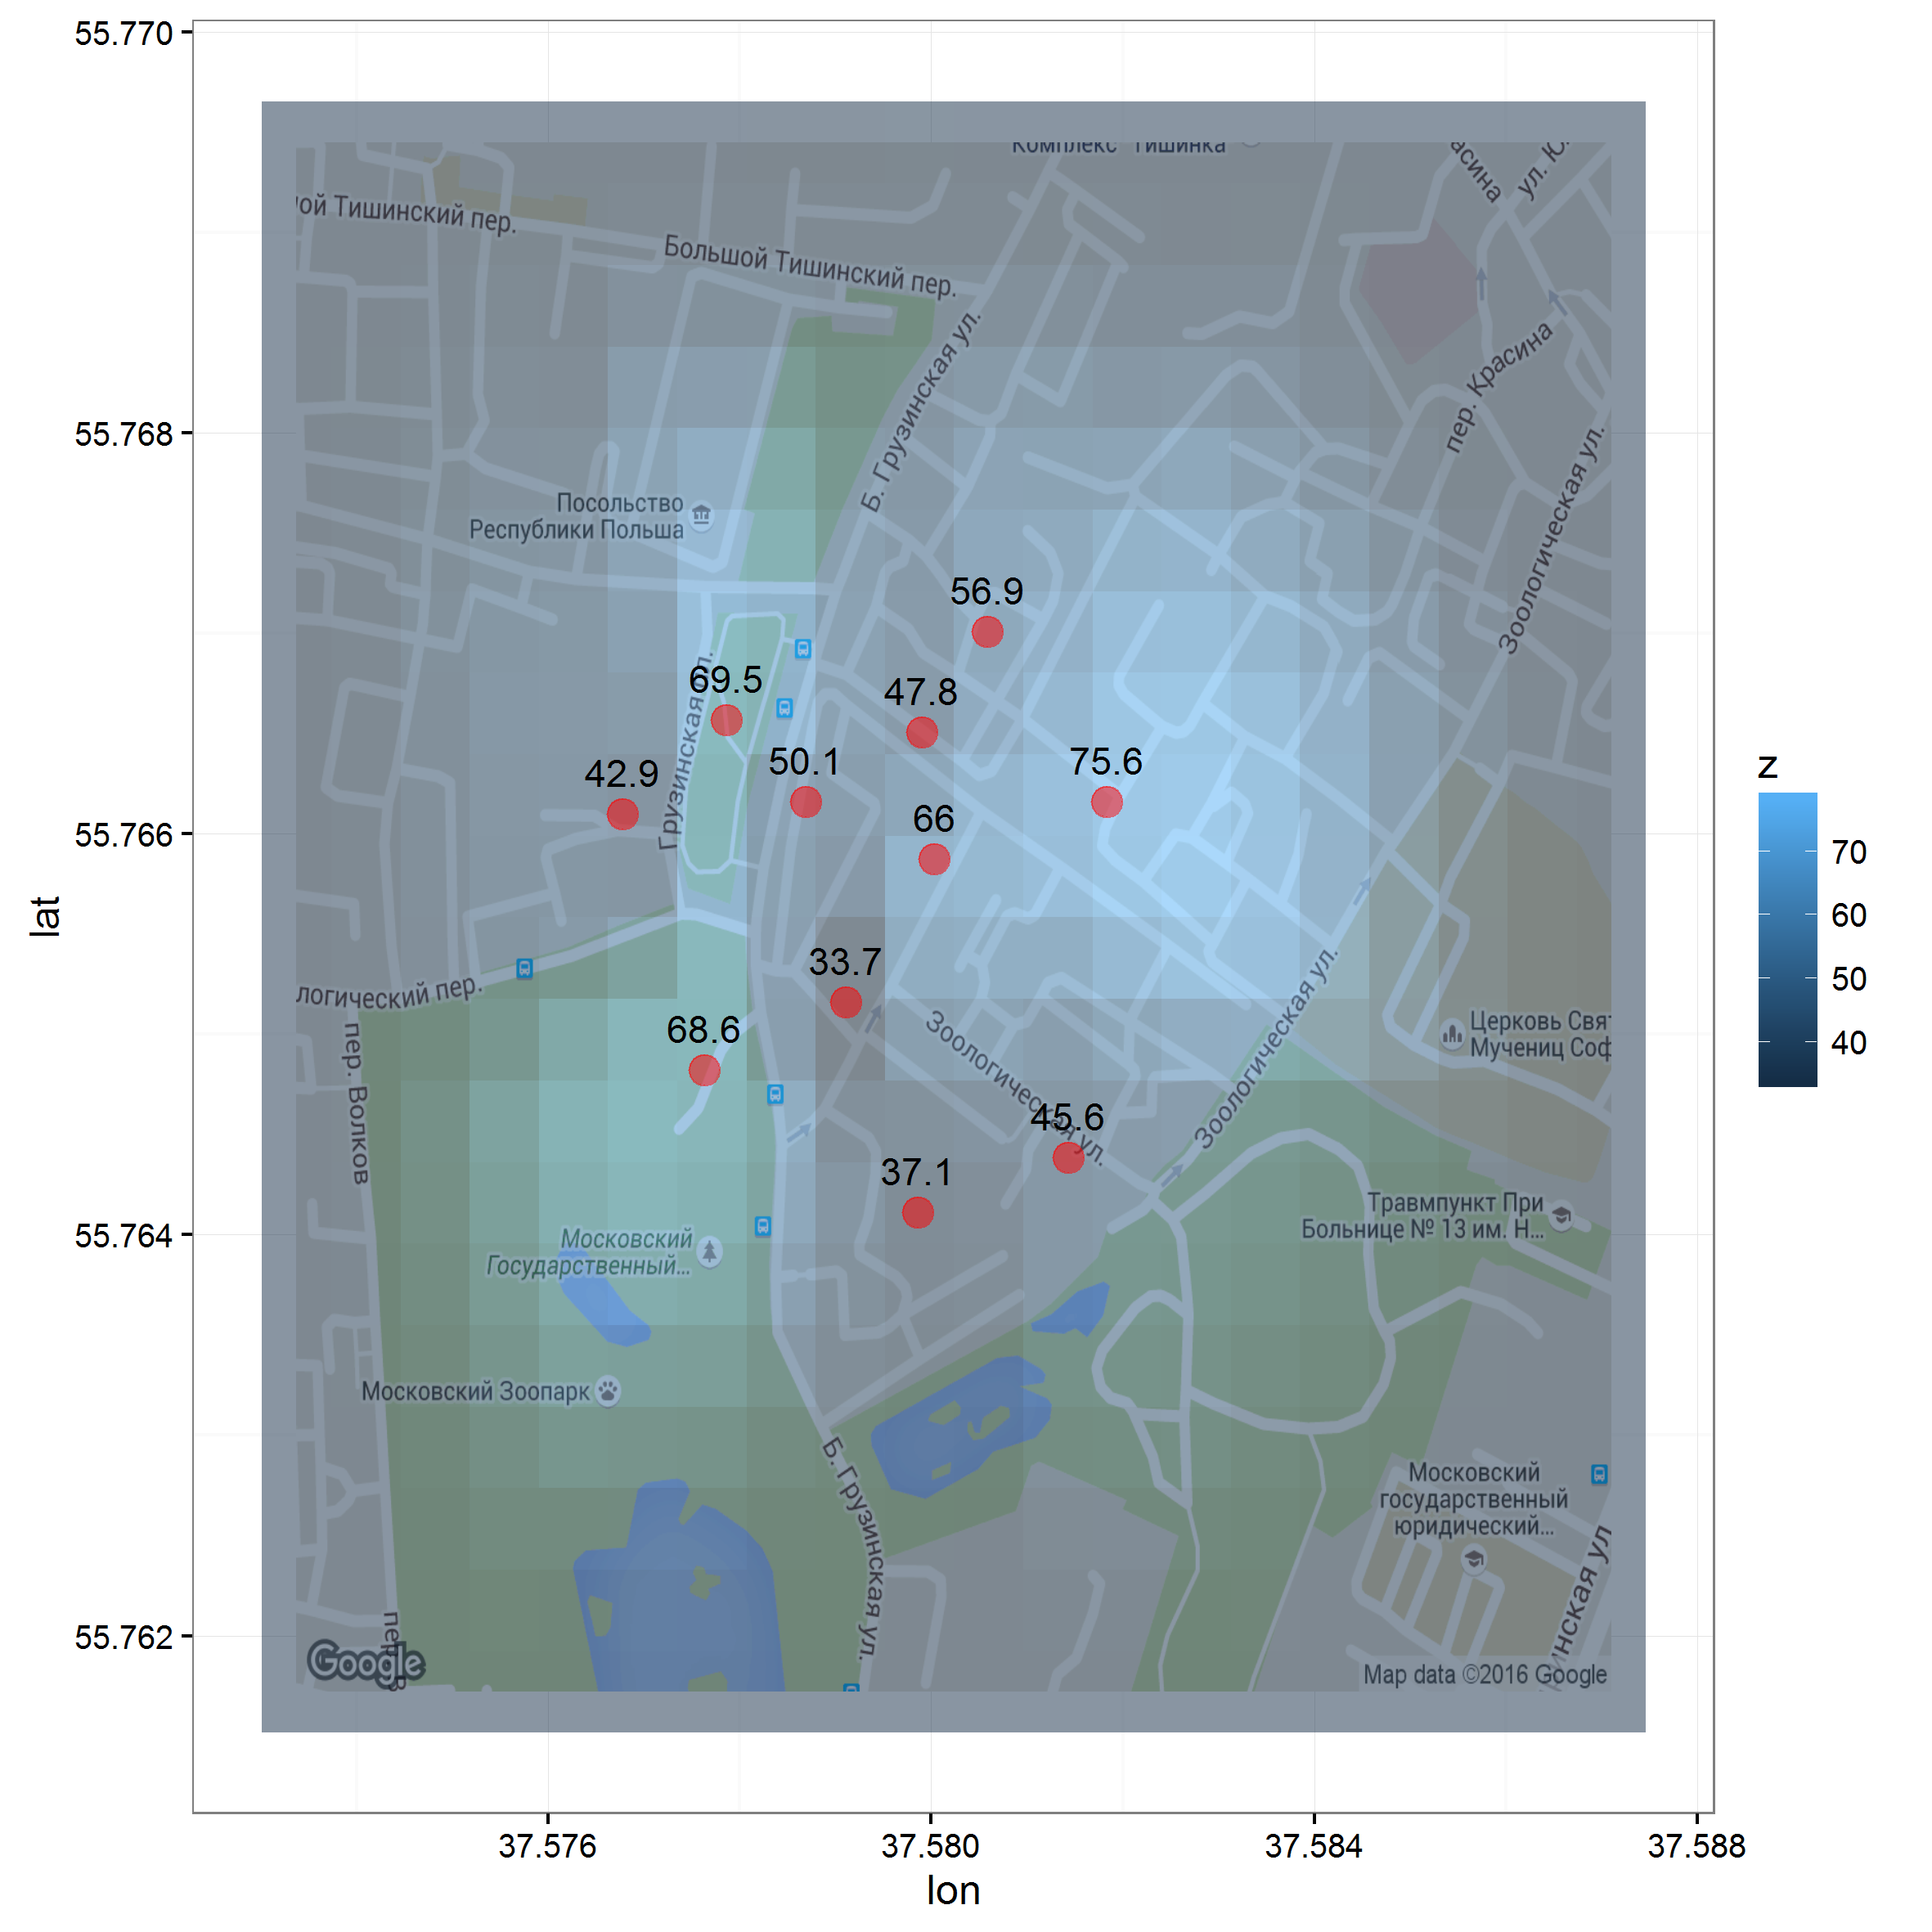 55.770
55.768
55.766
55.764
55.762
lat
Комплекс Тишинка
ой Тишинский пер.
Большой Тишинский пер.
асина
ул. Ю.
пер. Красина
Зоологическая ул.
Б. Грузинская ул.
Посольство
Республики Польша
56.9
69.5
47.8
42.9
50.1
75.6
66
33.7
68.6
45.6
37.1
логический пер.
пер. Волков
Зоологическая ул.
Зоологическая ул.
Церковь Свя
Мучениц Соф
Травмпункт При
Больнице № 13 им. Н...
Московский
Государственный...
Московский Зоопарк
Б. Грузинская ул.
Московский
государственный
юридический...
инская ул
пер. В
Google
Map data ©2016 Google
37.576
37.580
37.584
37.588
lon
z
70
60
50
40